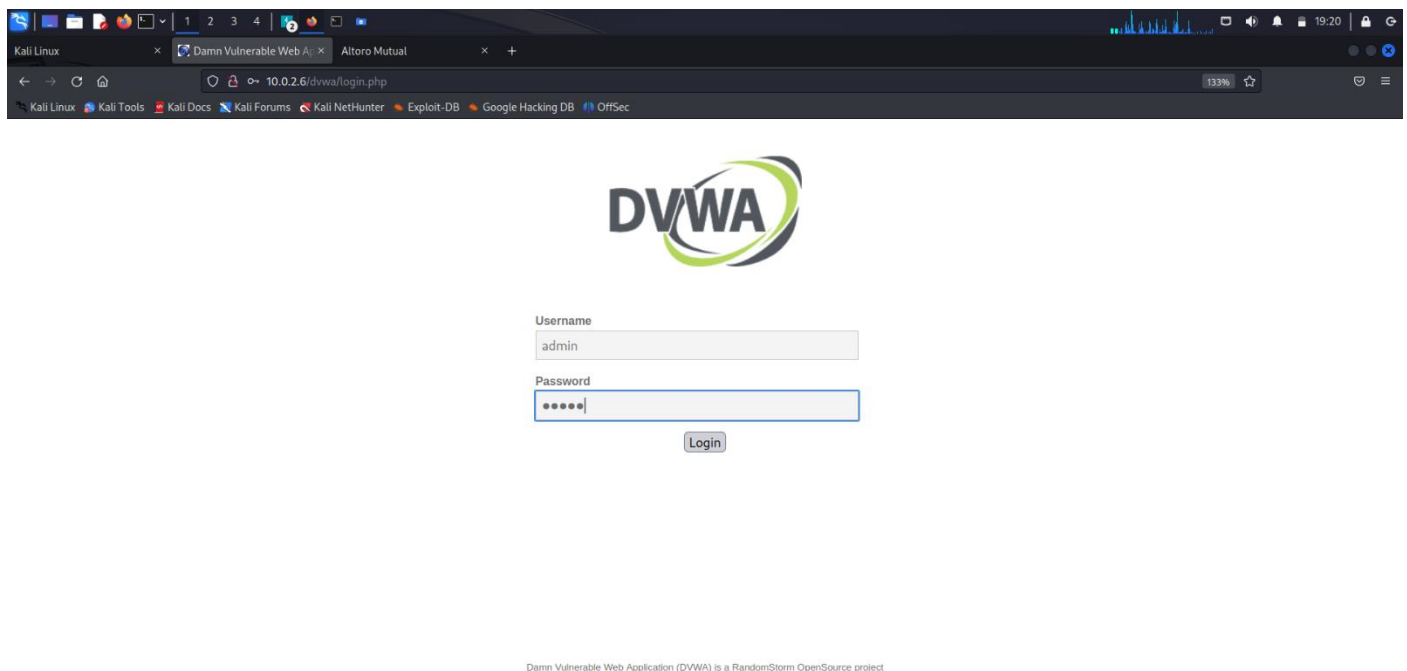 1 2 3 4 2 19:20
Kali Linux Damn Vulnerable Web Ap Altoro Mutual
10.0.2.6/dvwa/login.php 133%
Kali Linux Kali Tools Kali Docs Kali Forums Kali NetHunter Exploit-DB Google Hacking DB OffSec
DVWA
Username
admin
Password
Login
Damn Vulnerable Web Application (DVWA) is a RandomStorm OpenSource project